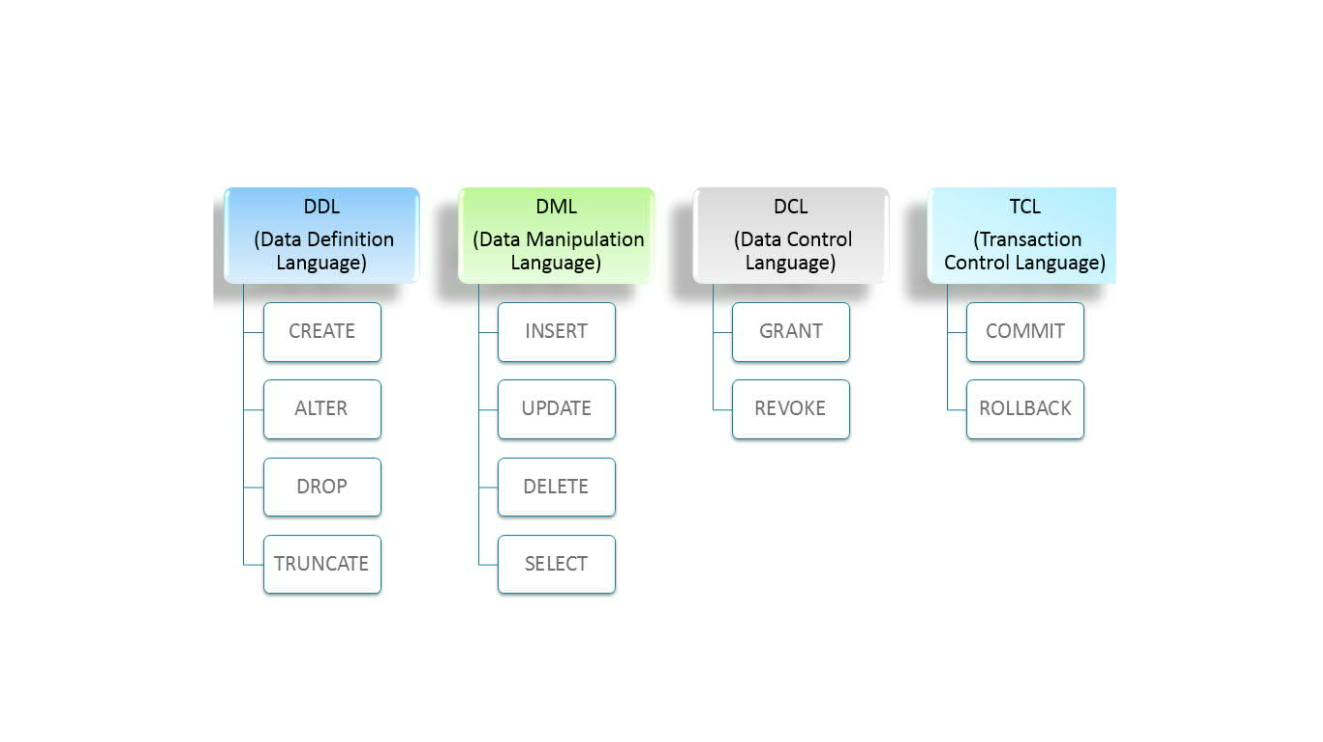 DDL
(Data Definition
Language)
CREATE
ALTER
DROP
TRUNCATE
DML
(Data Manipulation
Language)
INSERT
UPDATE
DELETE
SELECT
DCL
(Data Control
Language)
GRANT
REVOKE
TCL
(Transaction
Control Language)
COMMIT
ROLLBACK